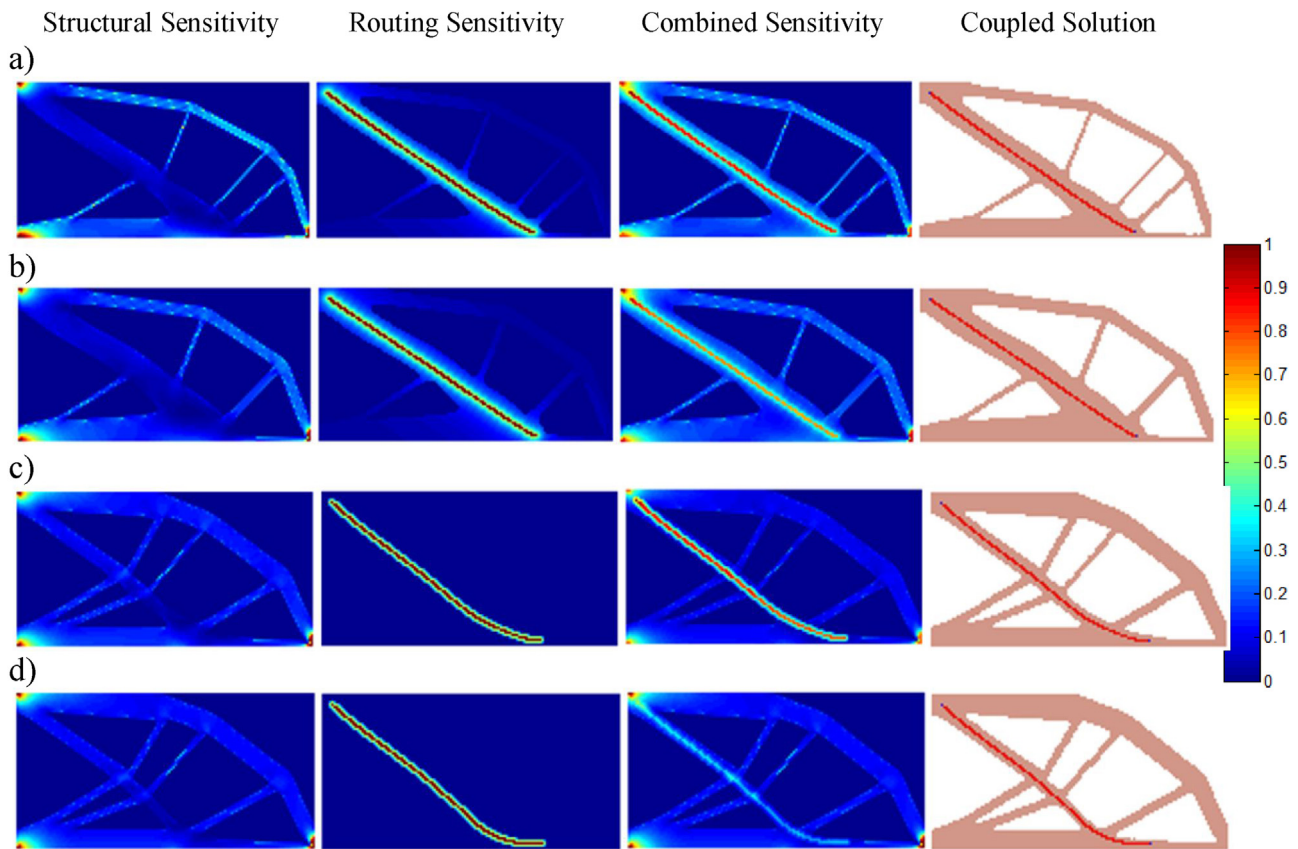 Structural Sensitivity Routing Sensitivity Combined Sensitivity Coupled Solution
a)
b)
c)
d)
1
0.9
0.8
0.7
0.6
0.5
0.4
0.3
0.2
0.1
0